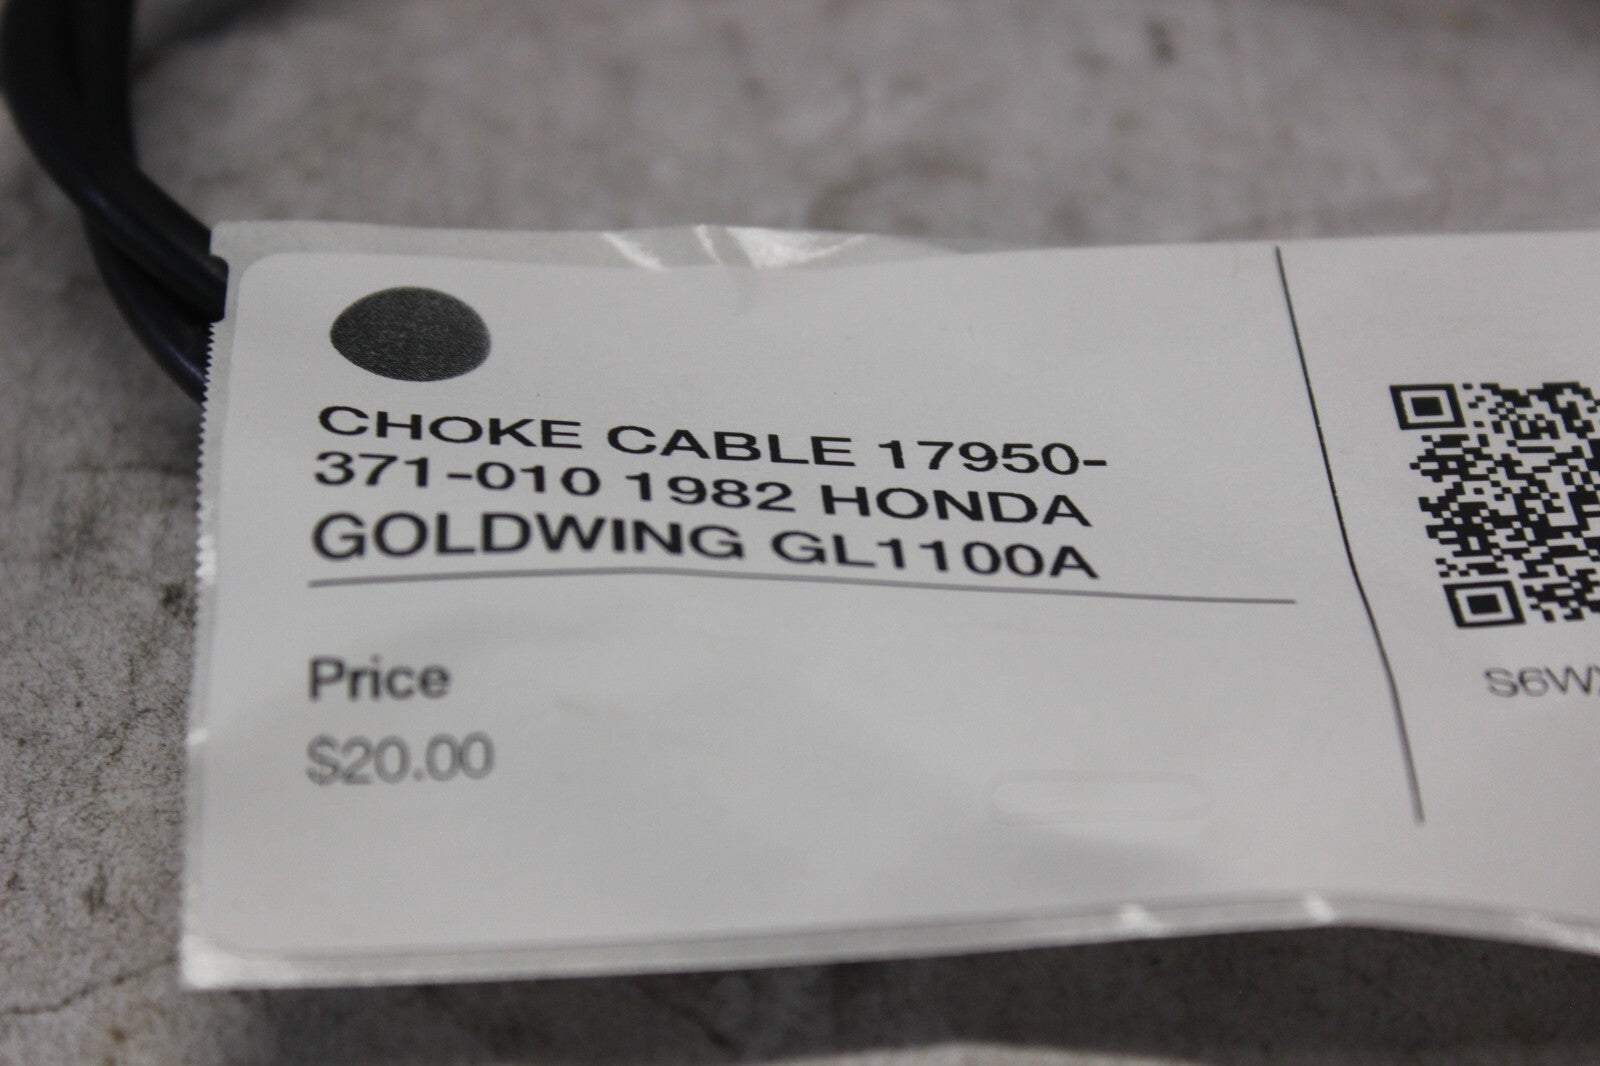 CHOKE CABLE 17950-
371-010 1982 HONDA
GOLDWING GL1100A
Price
$20.00